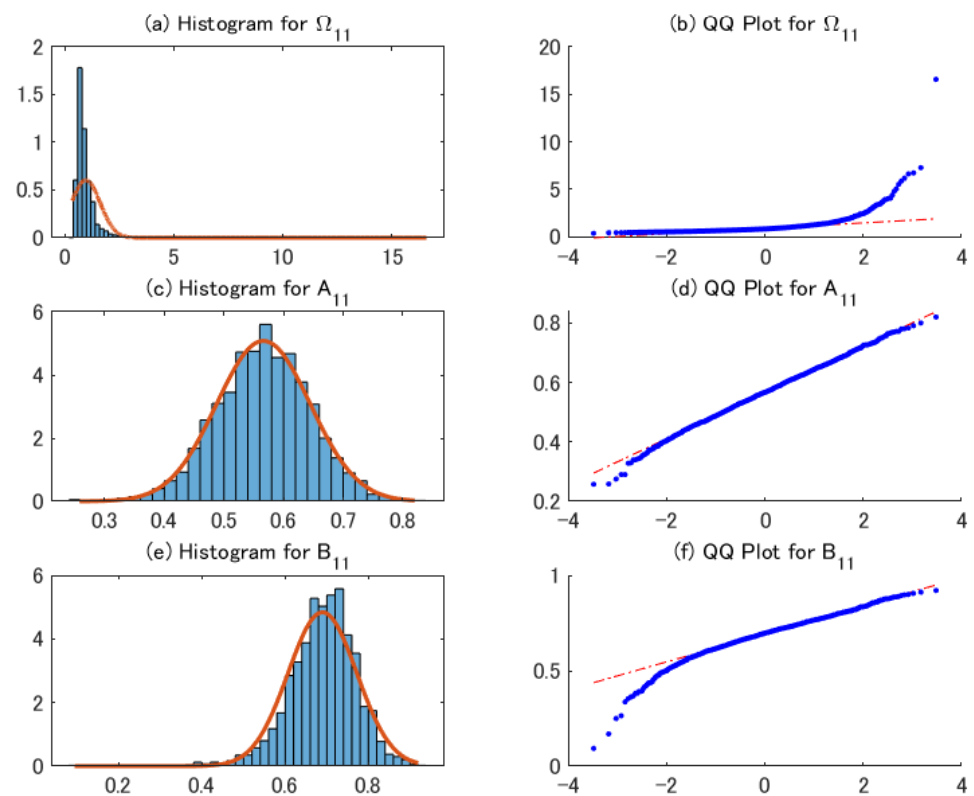 (a) Histogram for Ω11
2
1.5
1
0.5
0
0 5 10 15
(b) QQ Plot for Ω11
20
15
10
5
0
-4 -2 0 2 4
(c) Histogram for A11
6
4
2
0
0.3 0.4 0.5 0.6 0.7 0.8
(d) QQ Plot for A11
0.8
0.6
0.4
0.2
-4 -2 0 2 4
(e) Histogram for B11
6
4
2
0
0.2 0.4 0.6 0.8
(f) QQ Plot for B11
1
0.5
0
-4 -2 0 2 4